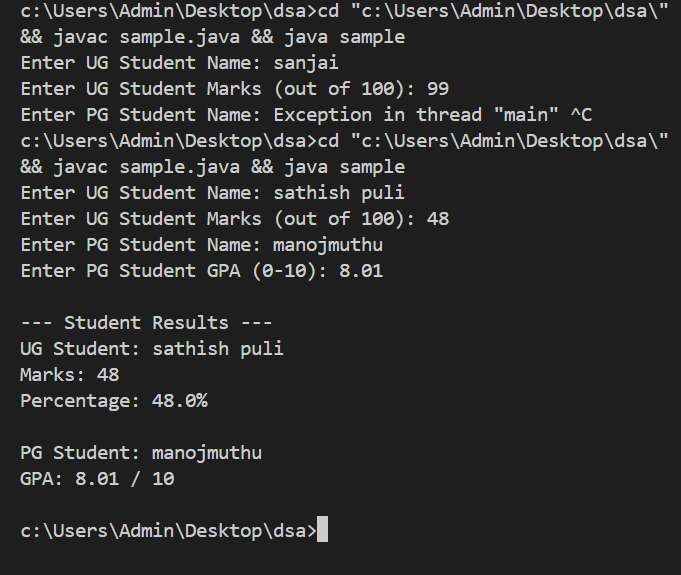 c:\Users\Admin\Desktop\dsa>cd "c:\Users\Admin\Desktop\dsa\"
&& javac sample.java && java sample
Enter UG Student Name: sanjai
Enter UG Student Marks (out of 100): 99
Enter PG Student Name: Exception in thread "main" ^C
c:\Users\Admin\Desktop\dsa>cd "c:\Users\Admin\Desktop\dsa\"
&& javac sample.java && java sample
Enter UG Student Name: sathish puli
Enter UG Student Marks (out of 100): 48
Enter PG Student Name: manojmuthu
Enter PG Student GPA (0-10): 8.01
--- Student Results ---
UG Student: sathish puli
Marks: 48
Percentage: 48.0%
PG Student: manojmuthu
GPA: 8.01 / 10
c:\Users\Admin\Desktop\dsa>